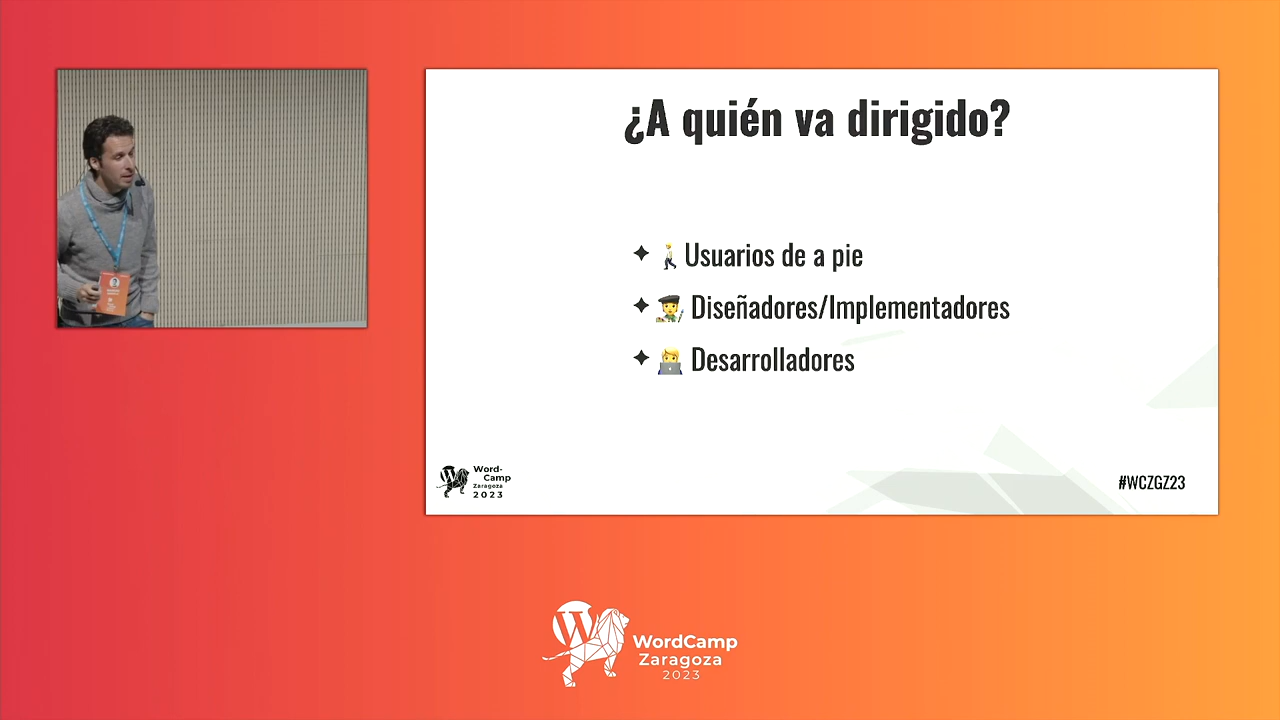 ¿A quién va dirigido?
Usuarios de a pie
Diseñadores/Implementadores
Desarrolladores
Word-
Camp
Zaragoza
2023
#WCZGZ23
WordCamp
Zaragoza
2023